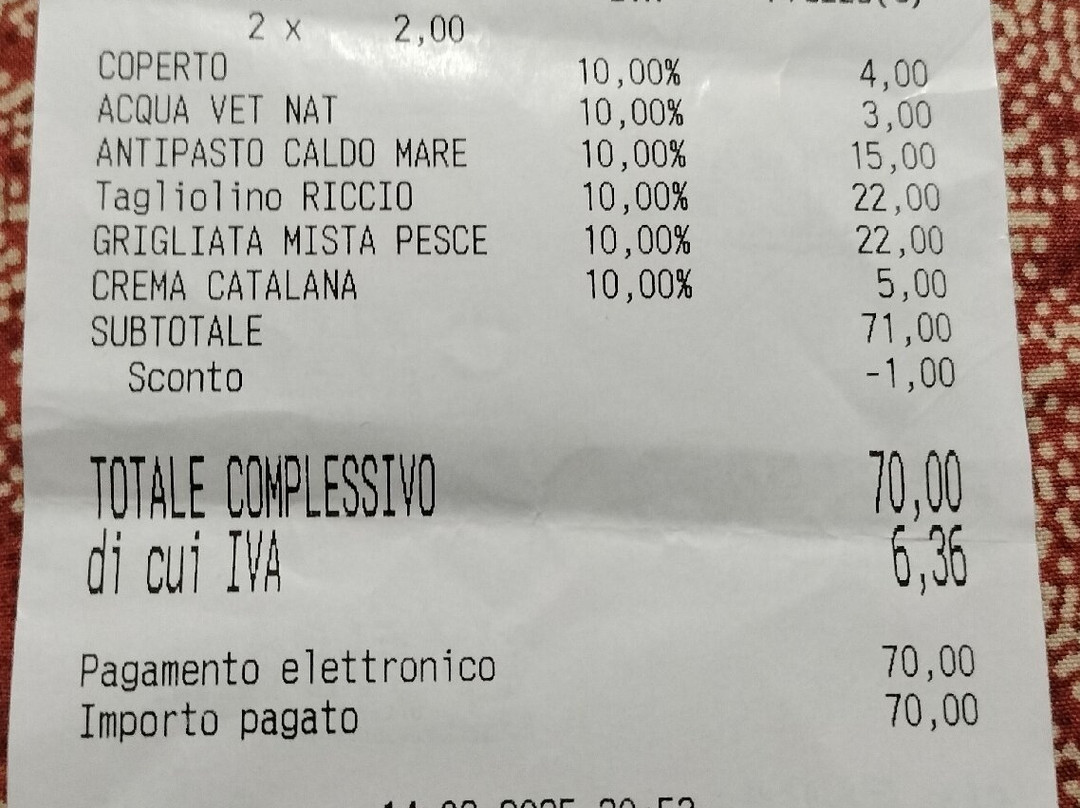 2 x 2,00
COPERTO 10,00% 4,00
ACQUA VET NAT 10,00% 3,00
ANTIPASTO CALDO MARE 10,00% 15,00
Tagliolino RICCIO 10,00% 22,00
GRIGLIATA MISTA PESCE 10,00% 22,00
CREMA CATALANA 10,00% 5,00
SUBTOTALE 71,00
Sconto -1,00
TOTALE COMPLESSIVO 70,00
di cui IVA 6,36
Pagamento elettronico 70,00
Importo pagato 70,00